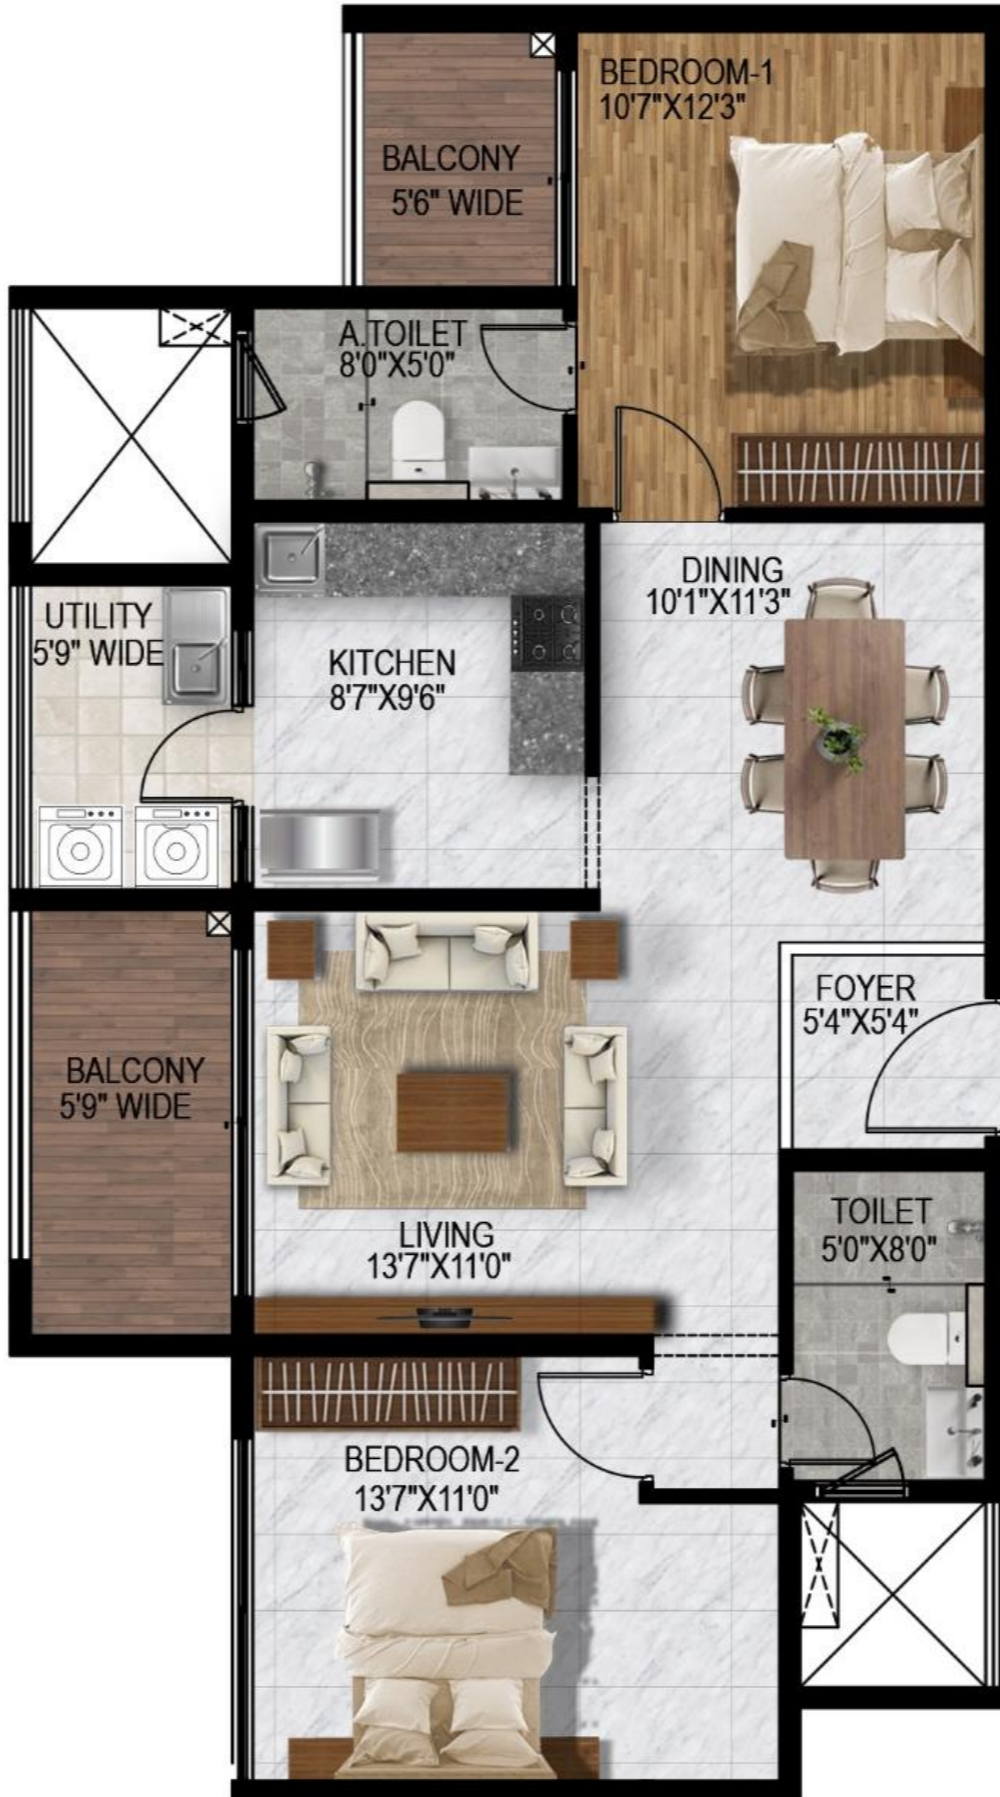 BEDROOM-1
10'7"X12'3"
BALCONY
5'6" WIDE
A.TOILET
8'0"X5'0"
DINING
10'1"X11'3"
UTILITY
5'9" WIDE
KITCHEN
8'7"X9'6"
FOYER
5'4"X5'4"
BALCONY
5'9" WIDE
TOILET
5'0"X8'0"
LIVING
13'7"X11'0"
BEDROOM-2
13'7"X11'0"